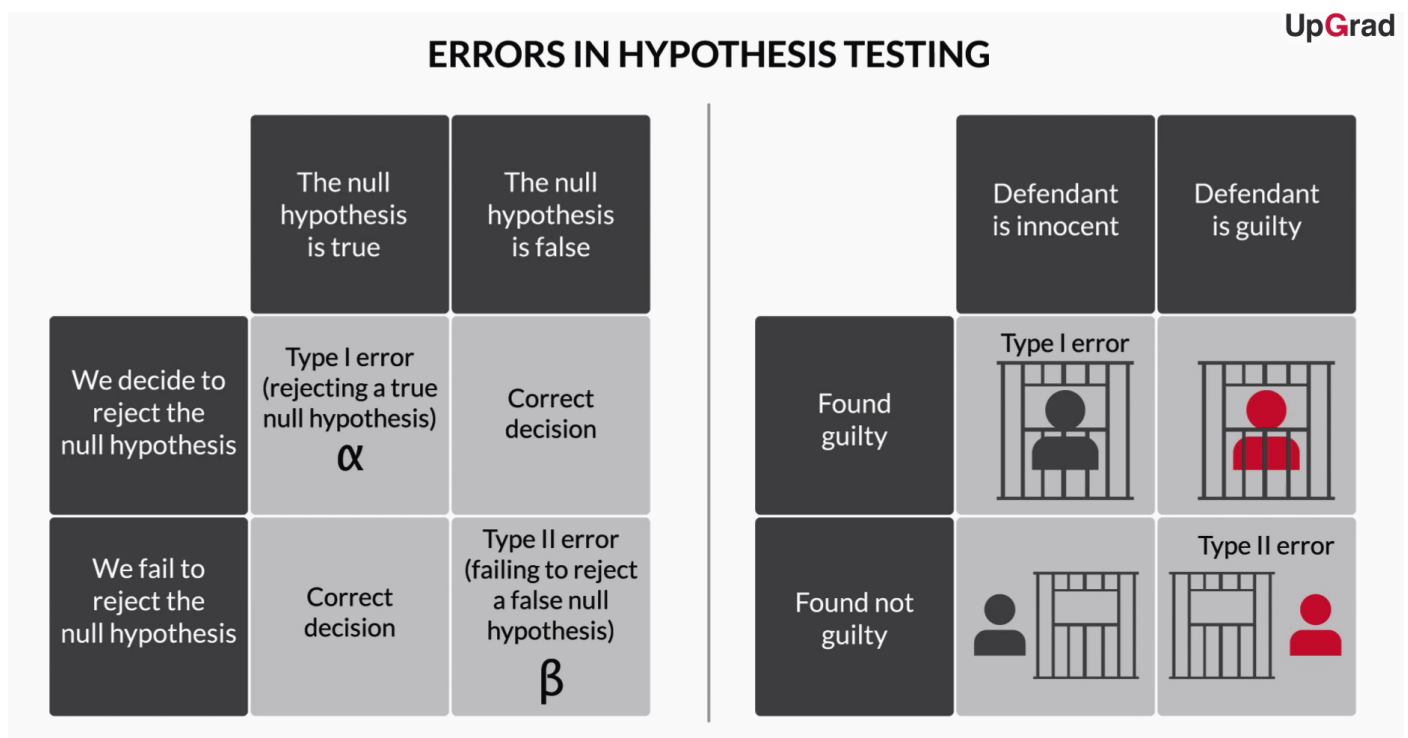 UpGrad
ERRORS IN HYPOTHESIS TESTING
The null
hypothesis
is true
The null
hypothesis
is false
We decide to
reject the
null hypothesis
Type I error
(rejecting a true
null hypothesis)
α
Correct
decision
We fail to
reject the
null hypothesis
Correct
decision
Type II error
(failing to reject
a false null
hypothesis)
β
Defendant
is innocent
Defendant
is guilty
Found
guilty
Type I error
Found not
guilty
Type II error